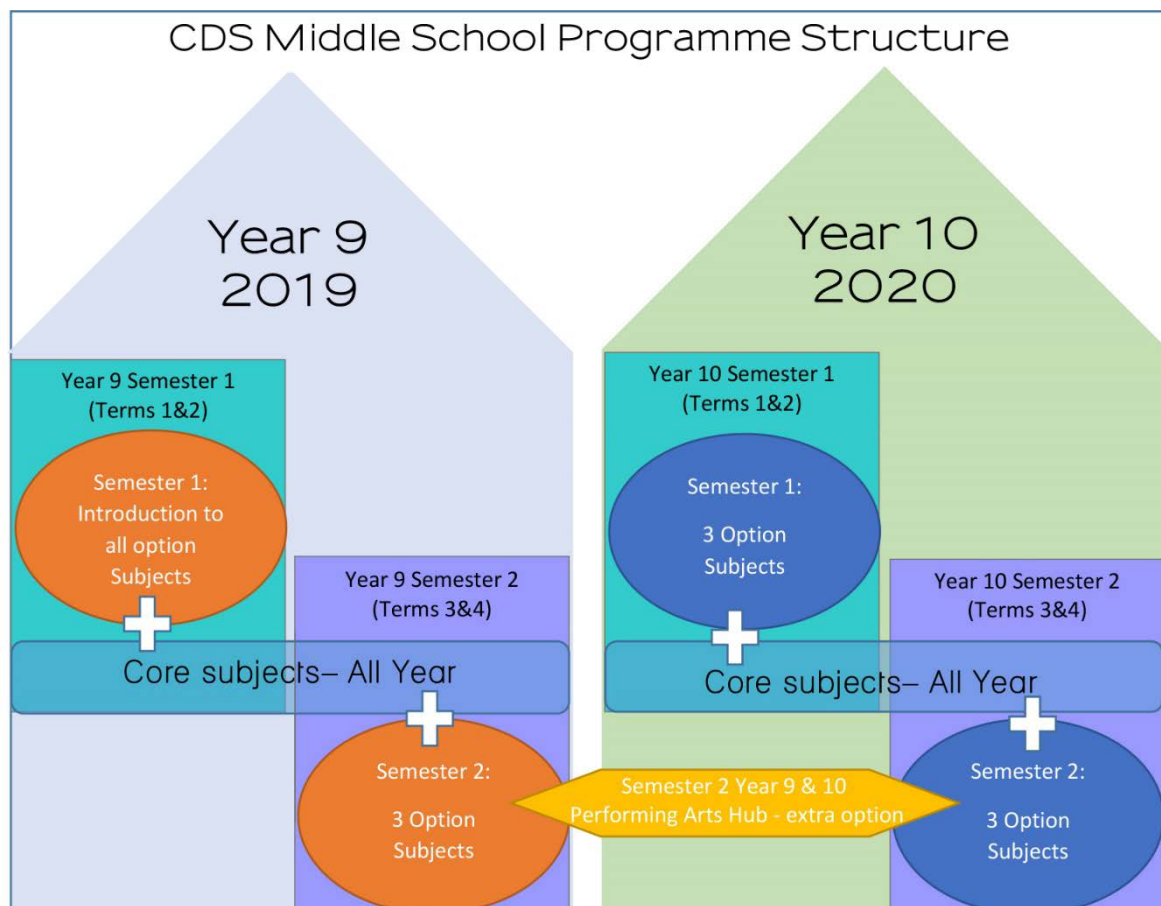 CDS Middle School Programme Structure
Year 9
2019
Year 9 Semester 1
(Terms 1&2)
Semester 1:
Introduction to
all option
Subjects
Year 9 Semester 2
(Terms 3&4)
Core subjects– All Year
Semester 2:
3 Option
Subjects
Semester 2 Year 9 & 10
Performing Arts Hub - extra option
Year 10
2020
Year 10 Semester 1
(Terms 1&2)
Semester 1:
3 Option
Subjects
Year 10 Semester 2
(Terms 3&4)
Core subjects– All Year
Semester 2:
3 Option
Subjects